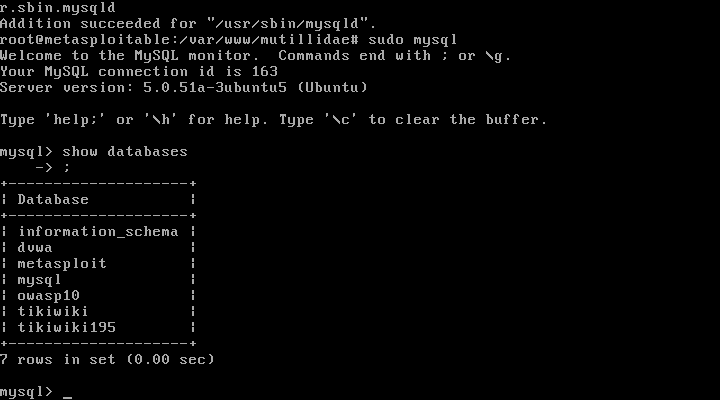 r.sbin.mysqld
Addition succeeded for "/usr/sbin/mysqld".
root@metasploitable:/var/www/mutillidae# sudo mysql
Welcome to the MySQL monitor.  Commands end with ; or \g.
Your MySQL connection id is 163
Server version: 5.0.51a-3ubuntu5 (Ubuntu)

Type 'help;' or '\h' for help. Type '\c' to clear the buffer.

mysql> show databases
    -> ;
+--------------------+
| Database           |
+--------------------+
| information_schema |
| dvwa               |
| metasploit         |
| mysql              |
| owasp10            |
| tikiwiki           |
| tikiwiki195        |
+--------------------+
7 rows in set (0.00 sec)

mysql> _